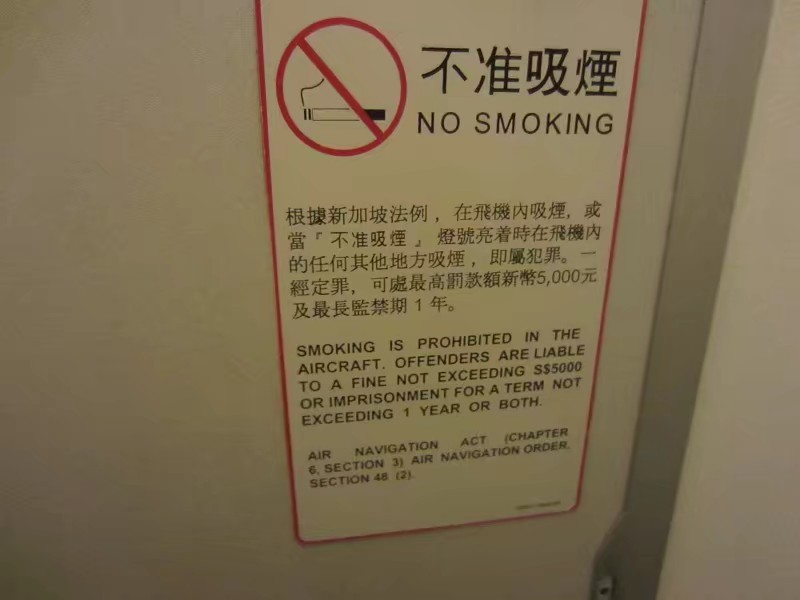 不准吸煙
NO SMOKING
根據新加坡法例，在飛機內吸煙，或
當「不准吸煙」燈號亮着時在飛機內
的任何其他地方吸煙，即屬犯罪。一
經定罪，可處最高罰款額新幣5,000元
及最長監禁期 1 年。
SMOKING IS PROHIBITED IN THE
AIRCRAFT. OFFENDERS ARE LIABLE
TO A FINE NOT EXCEEDING S$5000
OR IMPRISONMENT FOR A TERM NOT
EXCEEDING 1 YEAR OR BOTH.
AIR NAVIGATION ACT (CHAPTER
6, SECTION 3) AIR NAVIGATION ORDER,
SECTION 48 (2).